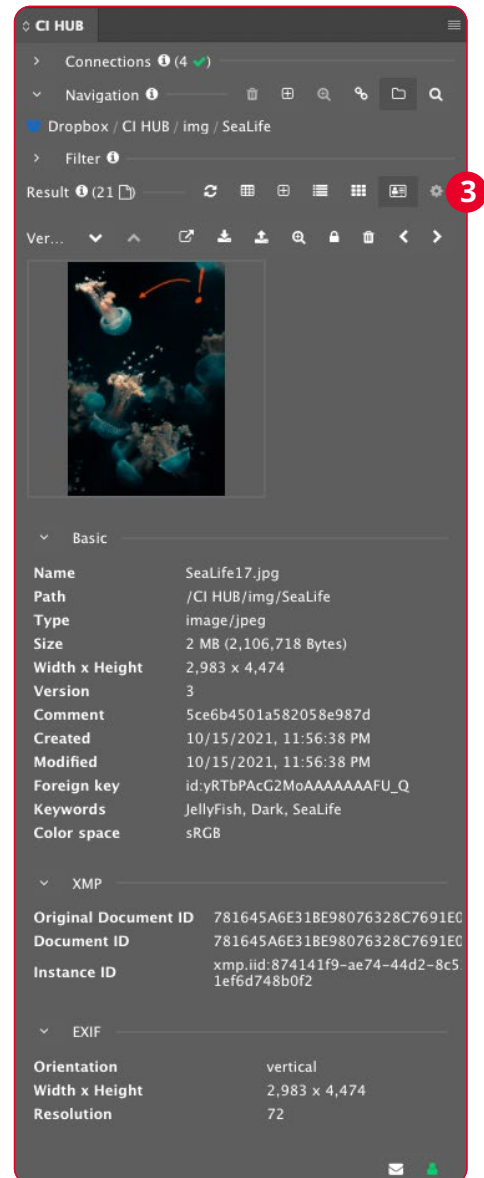 CI HUB
Connections (4)
Navigation
Dropbox / CI HUB / img / SeaLife
Filter
Result (21)
3
Ver...
Basic
Name SeaLife17.jpg
Path /CI HUB/img/SeaLife
Type image/jpeg
Size 2 MB (2,106,718 Bytes)
Width x Height 2,983 x 4,474
Version 3
Comment 5ce6b4501a582058e987d
Created 10/15/2021, 11:56:38 PM
Modified 10/15/2021, 11:56:38 PM
Foreign key id:yRTbPAcG2MoAAAAAAAFU_Q
Keywords JellyFish, Dark, SeaLife
Color space sRGB
XMP
Original Document ID 781645A6E31BE98076328C7691E0
Document ID 781645A6E31BE98076328C7691E0
Instance ID xmp.iid:874141f9-ae74-44d2-8c5
1ef6d748b0f2
EXIF
Orientation vertical
Width x Height 2,983 x 4,474
Resolution 72